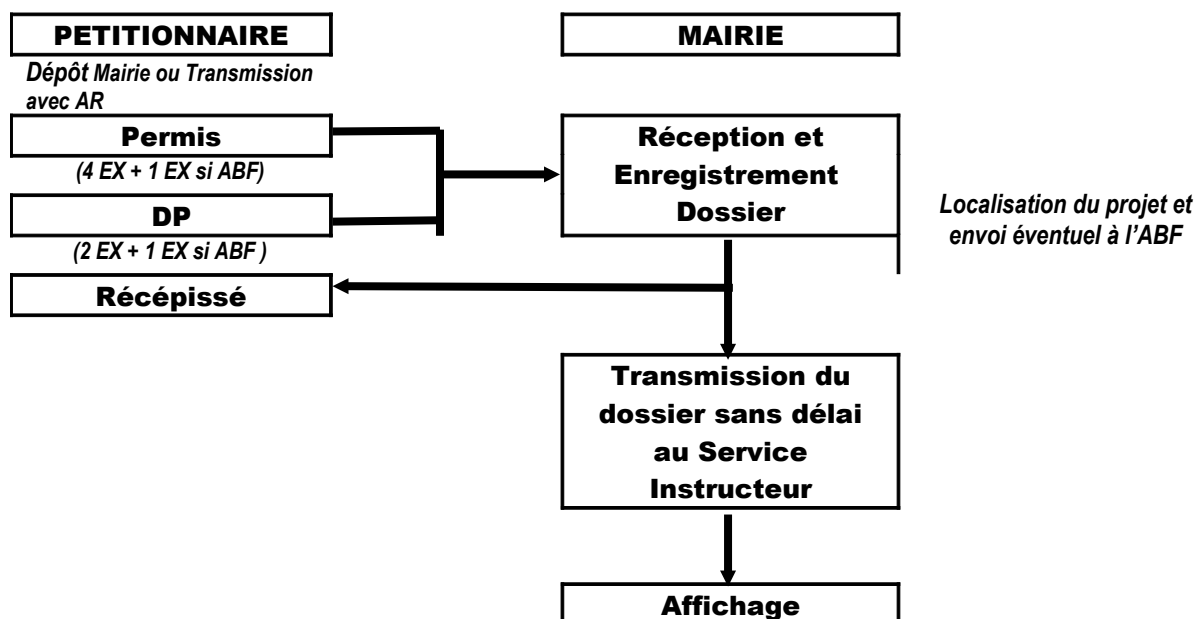 PETITIONNAIRE
MAIRIE
Dépôt Mairie ou Transmission
avec AR
Permis
(4 EX + 1 EX si ABF)
DP
(2 EX + 1 EX si ABF )
Récépissé
Réception et
Enregistrement
Dossier
Localisation du projet et
envoi éventuel à l'ABF
Transmission du
dossier sans délai
au Service
Instructeur
Affichage